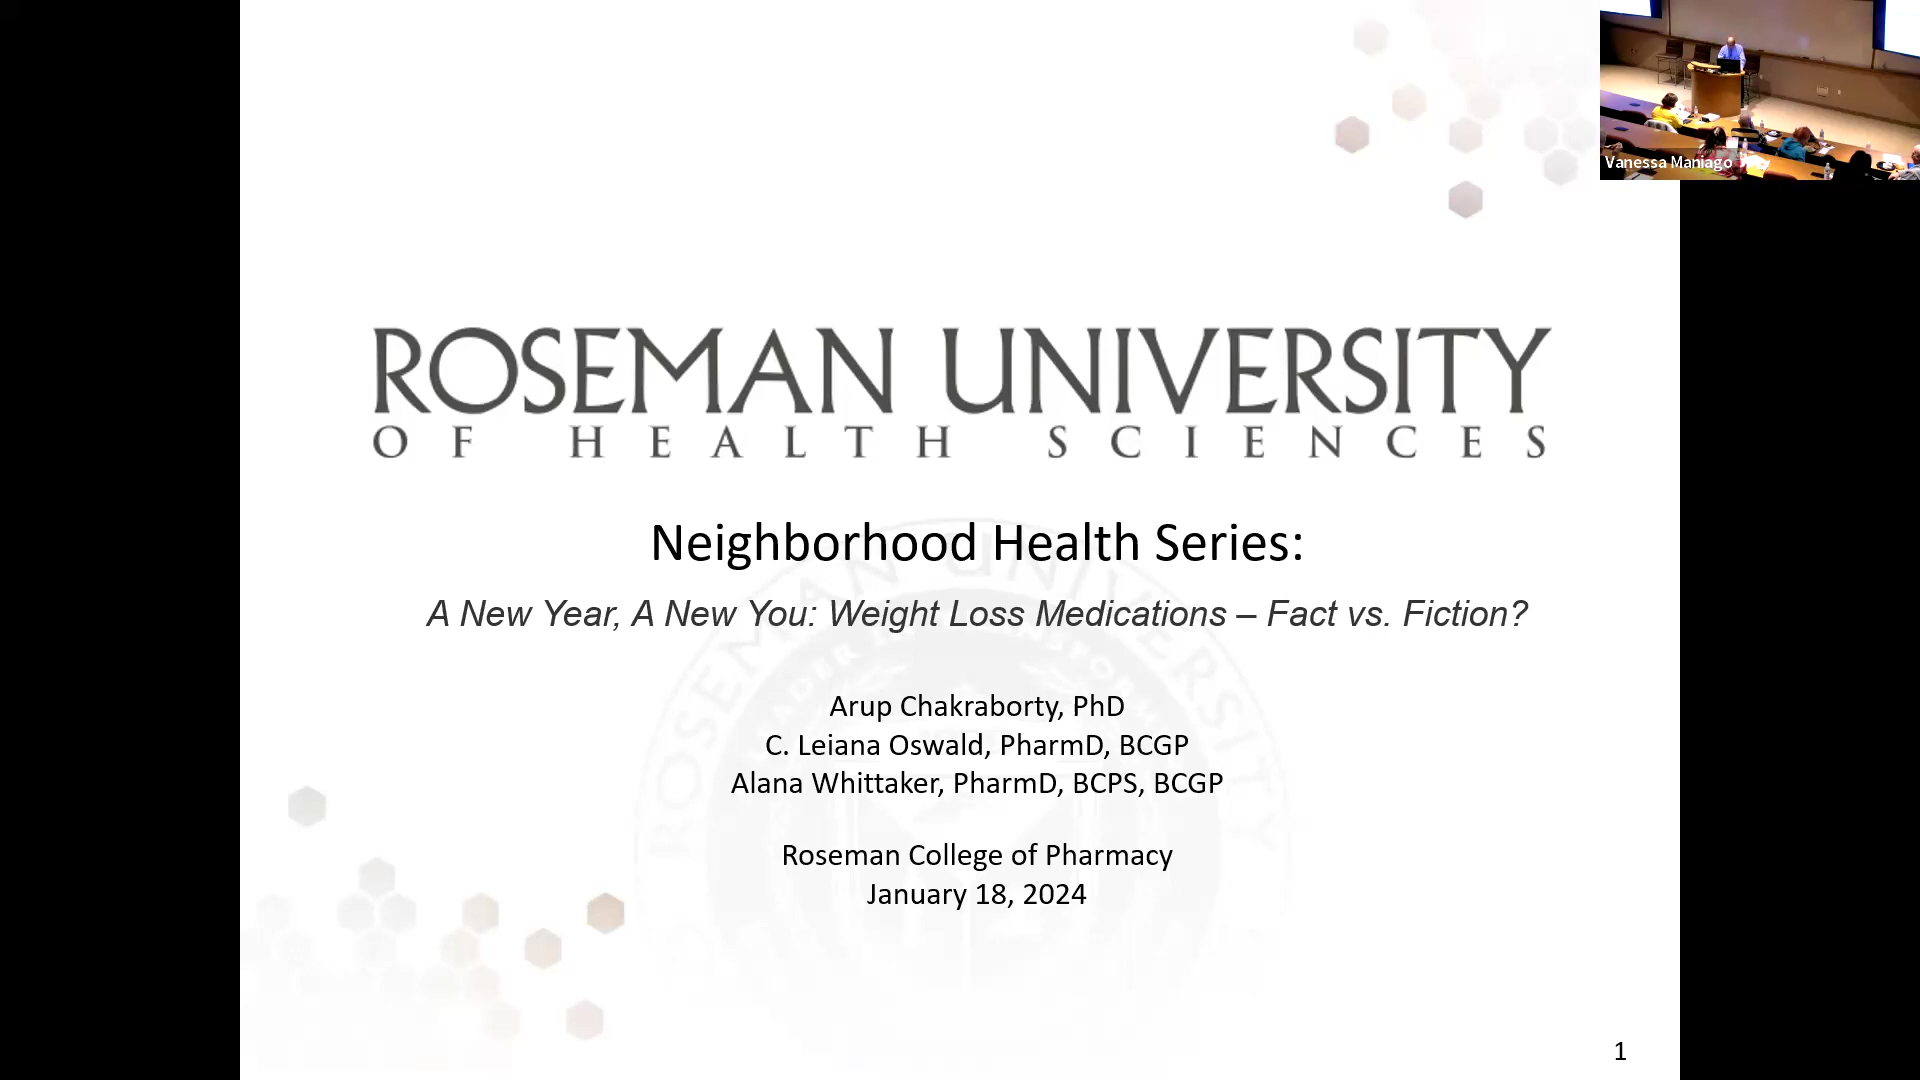 Vanessa Maniago
ROSEMAN UNIVERSITY
OF HEALTH SCIENCES
Neighborhood Health Series:
A New Year, A New You: Weight Loss Medications – Fact vs. Fiction?
Arup Chakraborty, PhD
C. Leiana Oswald, PharmD, BCGP
Alana Whittaker, PharmD, BCPS, BCGP
Roseman College of Pharmacy
January 18, 2024
ROSEMAN UNIVERSITY
1